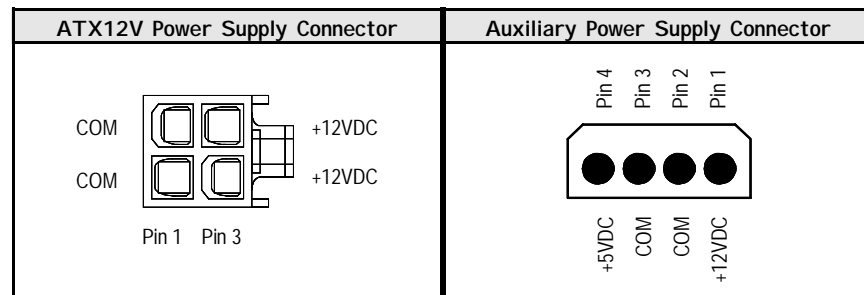 ATX12V Power Supply Connector
COM
+12VDC
COM
+12VDC
Pin 1
Pin 3
Auxiliary Power Supply Connector
Pin 4
Pin 3
Pin 2
Pin 1
+5VDC
COM
COM
+12VDC